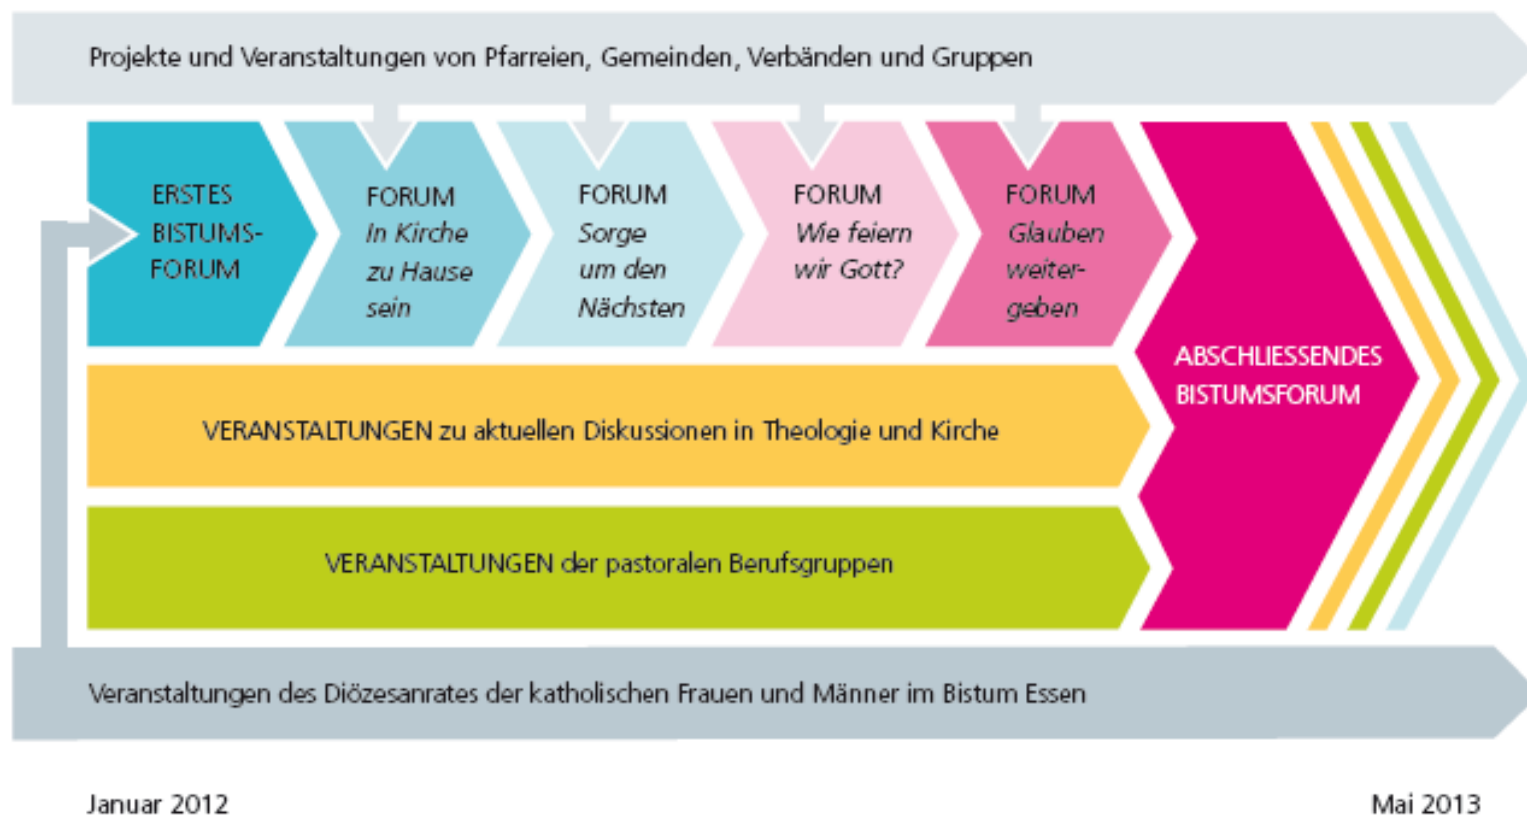 Projekte und Veranstaltungen von Pfarreien, Gemeinden, Verbänden und Gruppen
ERSTES
BISTUMS-
FORUM
FORUM
In Kirche
zu Hause
sein
FORUM
Sorge
um den
Nächsten
FORUM
Wie feiern
wir Gott?
FORUM
Glauben
weiter-
geben
ABSCHLIESSENDES
BISTUMSFORUM
VERANSTALTUNGEN zu aktuellen Diskussionen in Theologie und Kirche
VERANSTALTUNGEN der pastoralen Berufsgruppen
Veranstaltungen des Diözesanrates der katholischen Frauen und Männer im Bistum Essen
Januar 2012
Mai 2013